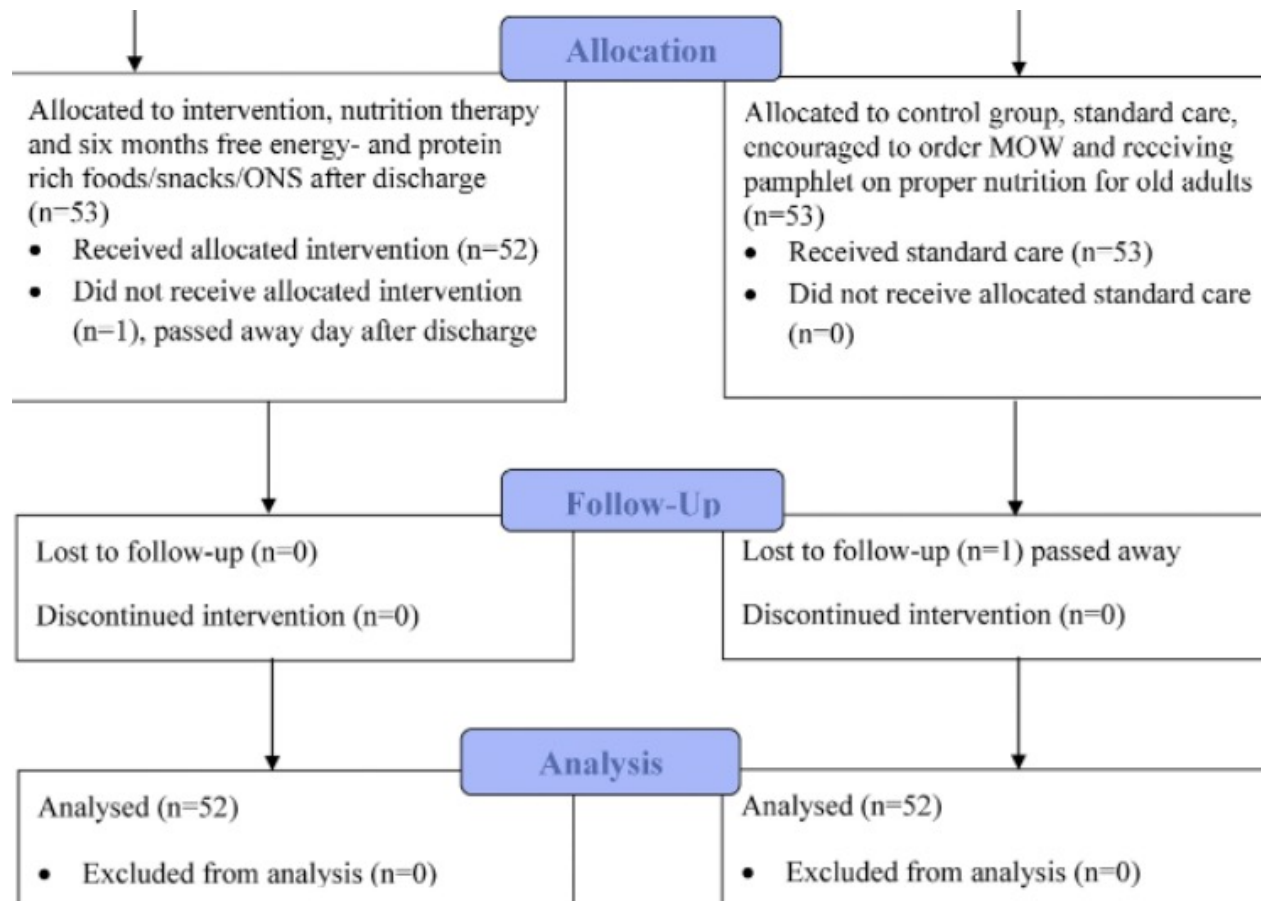 Allocation
Allocated to intervention, nutrition therapy
and six months free energy- and protein
rich foods/snacks/ONS after discharge
(n=53)
• Received allocated intervention (n=52)
• Did not receive allocated intervention
(n=1), passed away day after discharge
Allocated to control group, standard care,
encouraged to order MOW and receiving
pamphlet on proper nutrition for old adults
(n=53)
• Received standard care (n=53)
• Did not receive allocated standard care
(n=0)
Follow-Up
Lost to follow-up (n=0)
Discontinued intervention (n=0)
Lost to follow-up (n=1) passed away
Discontinued intervention (n=0)
Analysis
Analysed (n=52)
• Excluded from analysis (n=0)
Analysed (n=52)
• Excluded from analysis (n=0)